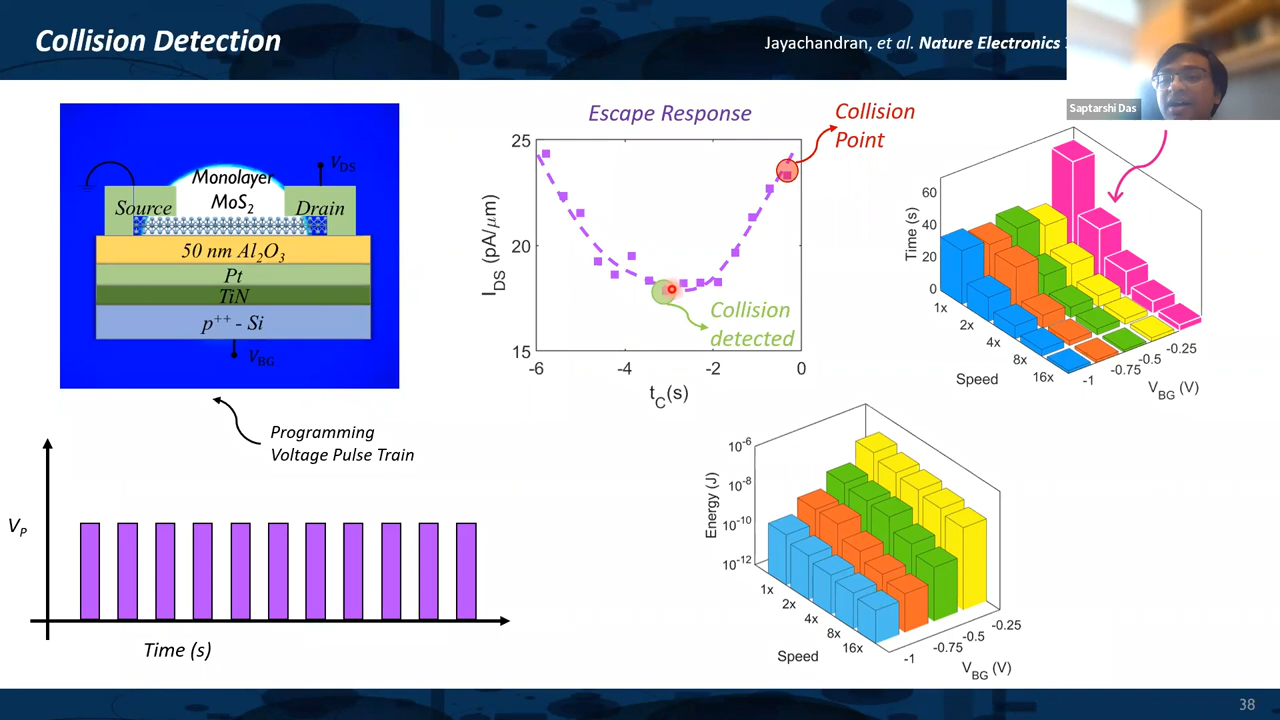 Collision Detection
Jayachandran, et al. Nature Electronics
Saptarshi Das
V_DS
Monolayer
MoS₂
Source
Drain
50 nm Al₂O₃
Pt
TiN
p⁺⁺ - Si
V_BG
Programming
Voltage Pulse Train
V_P
Time (s)
Escape Response
Collision
Point
25
20
15
I_DS (pA/μm)
Collision
detected
-6
-4
-2
0
t_C(s)
60
40
20
0
Time (s)
1x
2x
4x
8x
16x
Speed
-1
-0.75
-0.5
-0.25
V_BG (V)
10⁻⁶
10⁻⁸
10⁻¹⁰
10⁻¹²
Energy (J)
1x
2x
4x
8x
16x
Speed
-1
-0.75
-0.5
-0.25
V_BG (V)
38